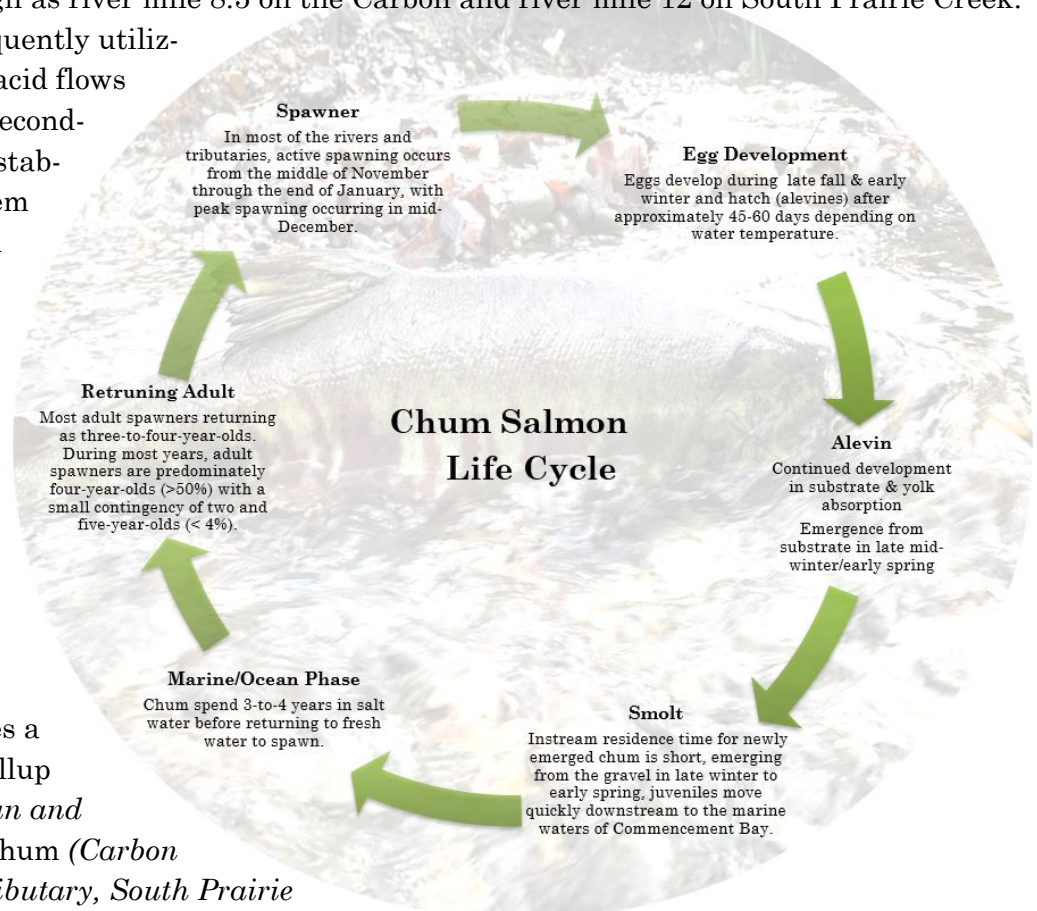 gh as river mile 8.5 on the Carbon and river mile 12 on South Prairie Creek.
quently utiliz-
acid flows
econd-
stab-
em
Spawner
In most of the rivers and
tributaries, active spawning occurs
from the middle of November
through the end of January, with
peak spawning occurring in mid-
December.
Egg Development
Eggs develop during late fall & early
winter and hatch (alevines) after
approximately 45-60 days depending on
water temperature.
Alevin
Continued development
in substrate & yolk
absorption
Emergence from
substrate in late mid-
winter/early spring
Smolt
Instream residence time for newly
emerged chum is short, emerging
from the gravel in late winter to
early spring, juveniles move
quickly downstream to the marine
waters of Commencement Bay.
Marine/Ocean Phase
Chum spend 3-to-4 years in salt
water before returning to fresh
water to spawn.
Retruning Adult
Most adult spawners returning
as three-to-four-year-olds.
During most years, adult
spawners are predominately
four-year-olds (>50%) with a
small contingency of two and
five-year-olds (< 4%).
Chum Salmon
Life Cycle
es a
llup
an and
hum (Carbon
ibutary, South Prairie